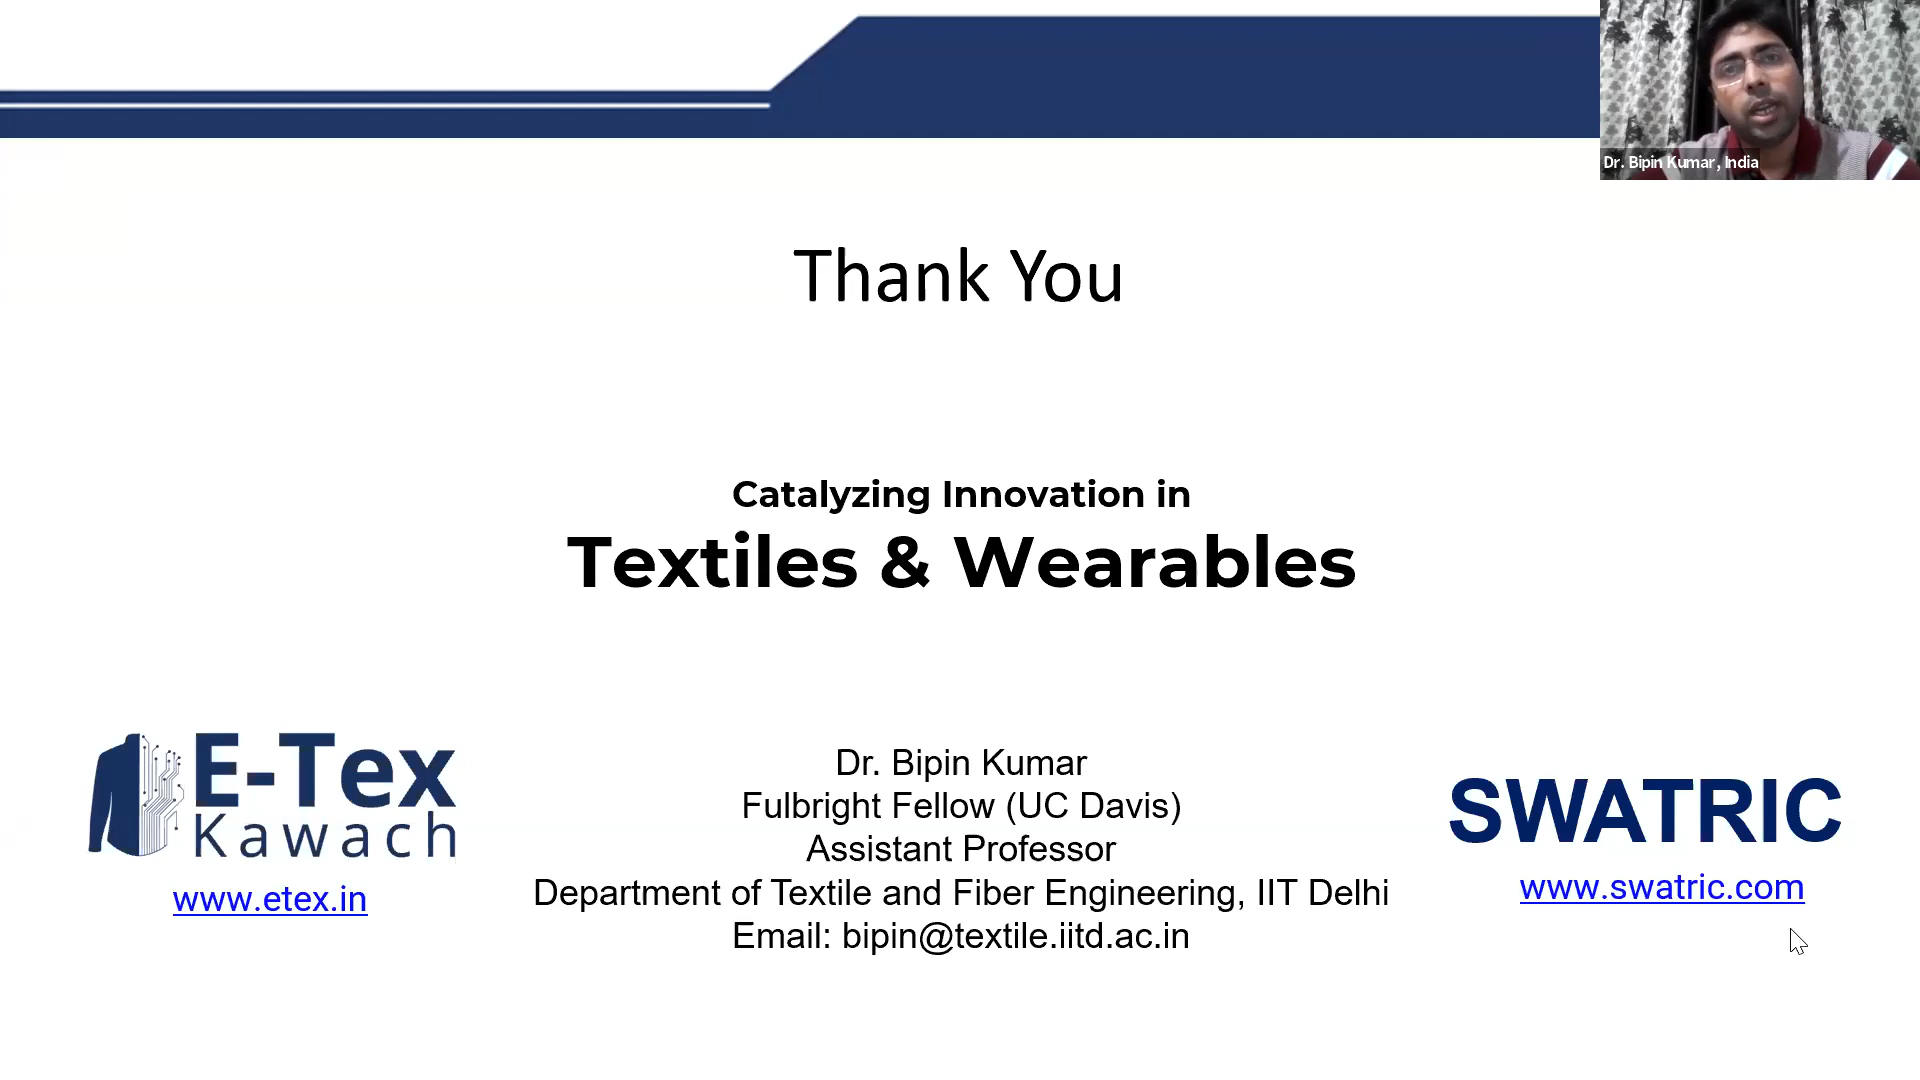 Dr. Bipin Kumar, India
Thank You
Catalyzing Innovation in
Textiles & Wearables
E-Tex
Kawach
www.etex.in
Dr. Bipin Kumar
Fulbright Fellow (UC Davis)
Assistant Professor
Department of Textile and Fiber Engineering, IIT Delhi
Email: bipin@textile.iitd.ac.in
SWATRIC
www.swatric.com